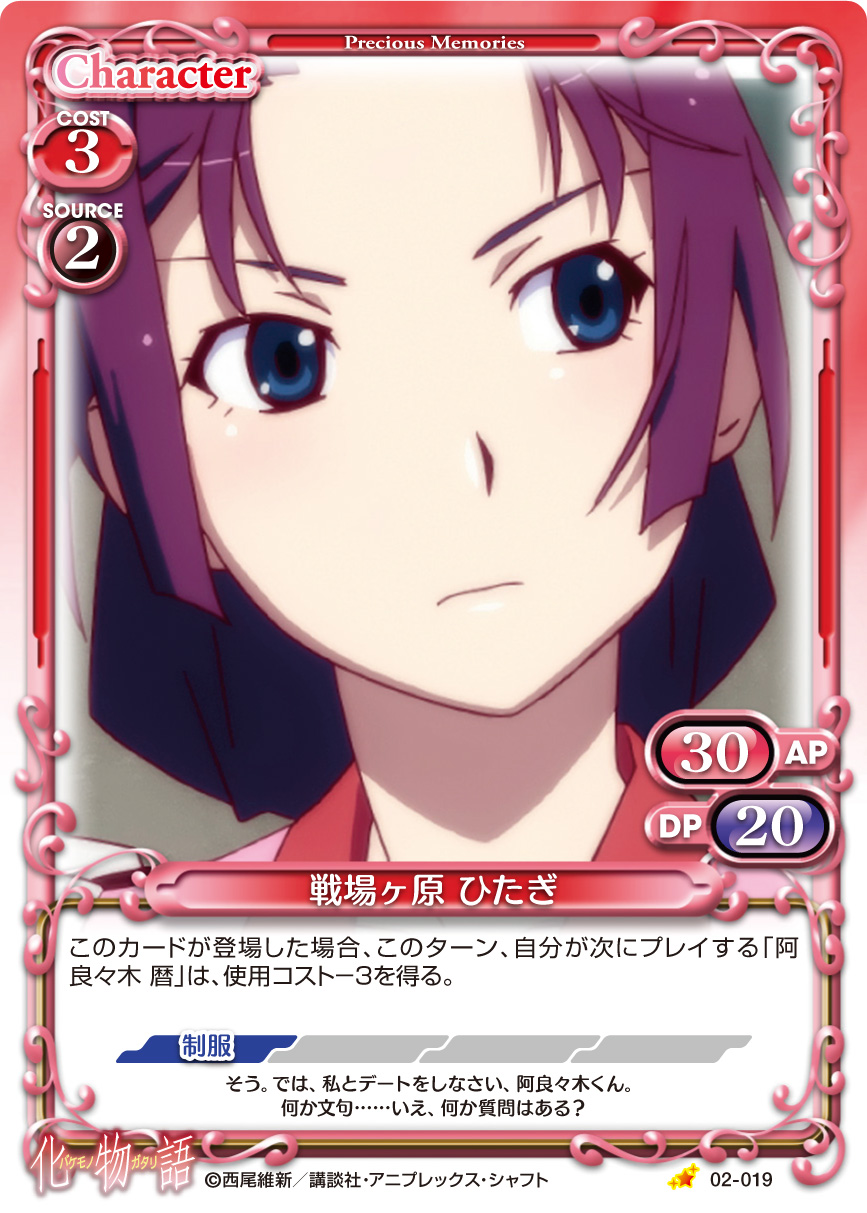 Precious Memories
Character
COST
3
SOURCE
2
30 AP
DP 20
戦場ヶ原 ひたぎ
このカードが登場した場合、このターン、自分が次にプレイする「阿
良々木 暦」は、使用コスト－3を得る。
制服
そう。では、私とデートをしなさい、阿良々木くん。
何か文句……いえ、何か質問はある？
化物語
バケモノ ガタリ
©西尾維新／講談社・アニプレックス・シャフト
02-019